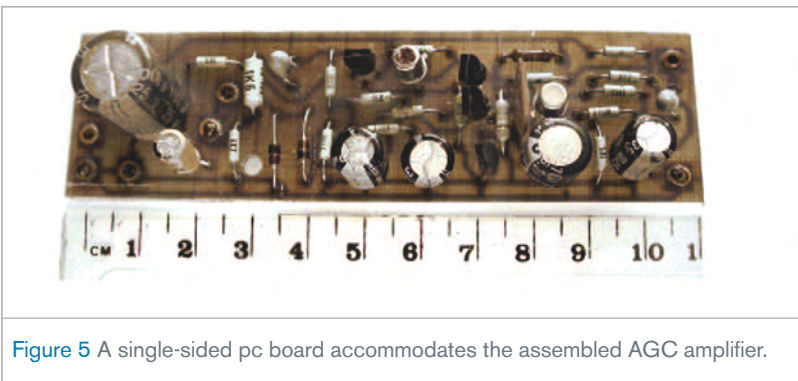 1K6
CM 1 2 3 4 5 6 7 8 9 10 1
Figure 5 A single-sided pc board accommodates the assembled AGC amplifier.